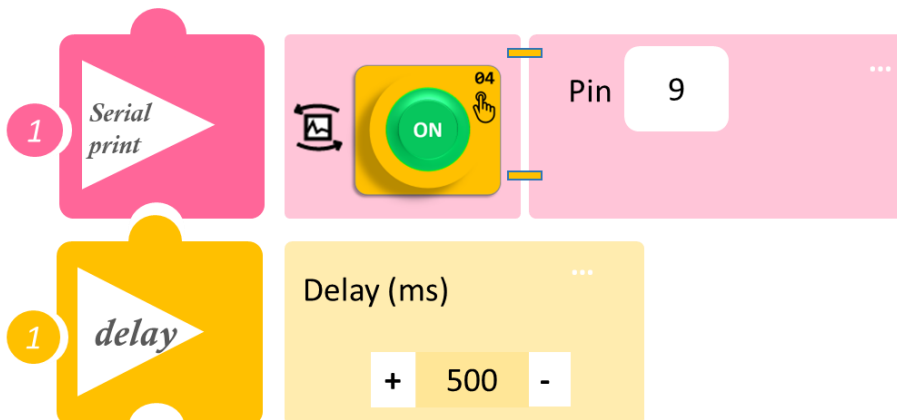 1
Serial
print
04
ON
Pin 9
...
1
delay
Delay (ms)
...
+ 500 -